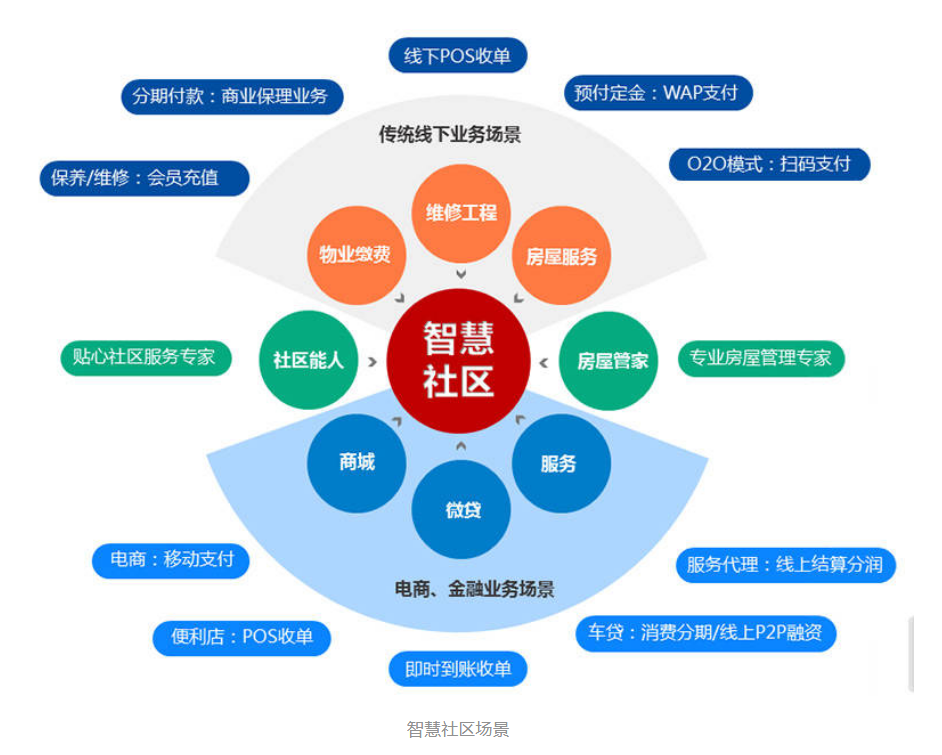 线下POS收单
分期付款：商业保理业务
预付定金：WAP支付
传统线下业务场景
保养/维修：会员充值
O2O模式：扫码支付
维修工程
物业缴费
房屋服务
智慧
社区
贴心社区服务专家
社区能人
房屋管家
专业房屋管理专家
商城
服务
微贷
电商：移动支付
服务代理：线上结算分润
电商、金融业务场景
便利店：POS收单
车贷：消费分期/线上P2P融资
即时到账收单
智慧社区场景